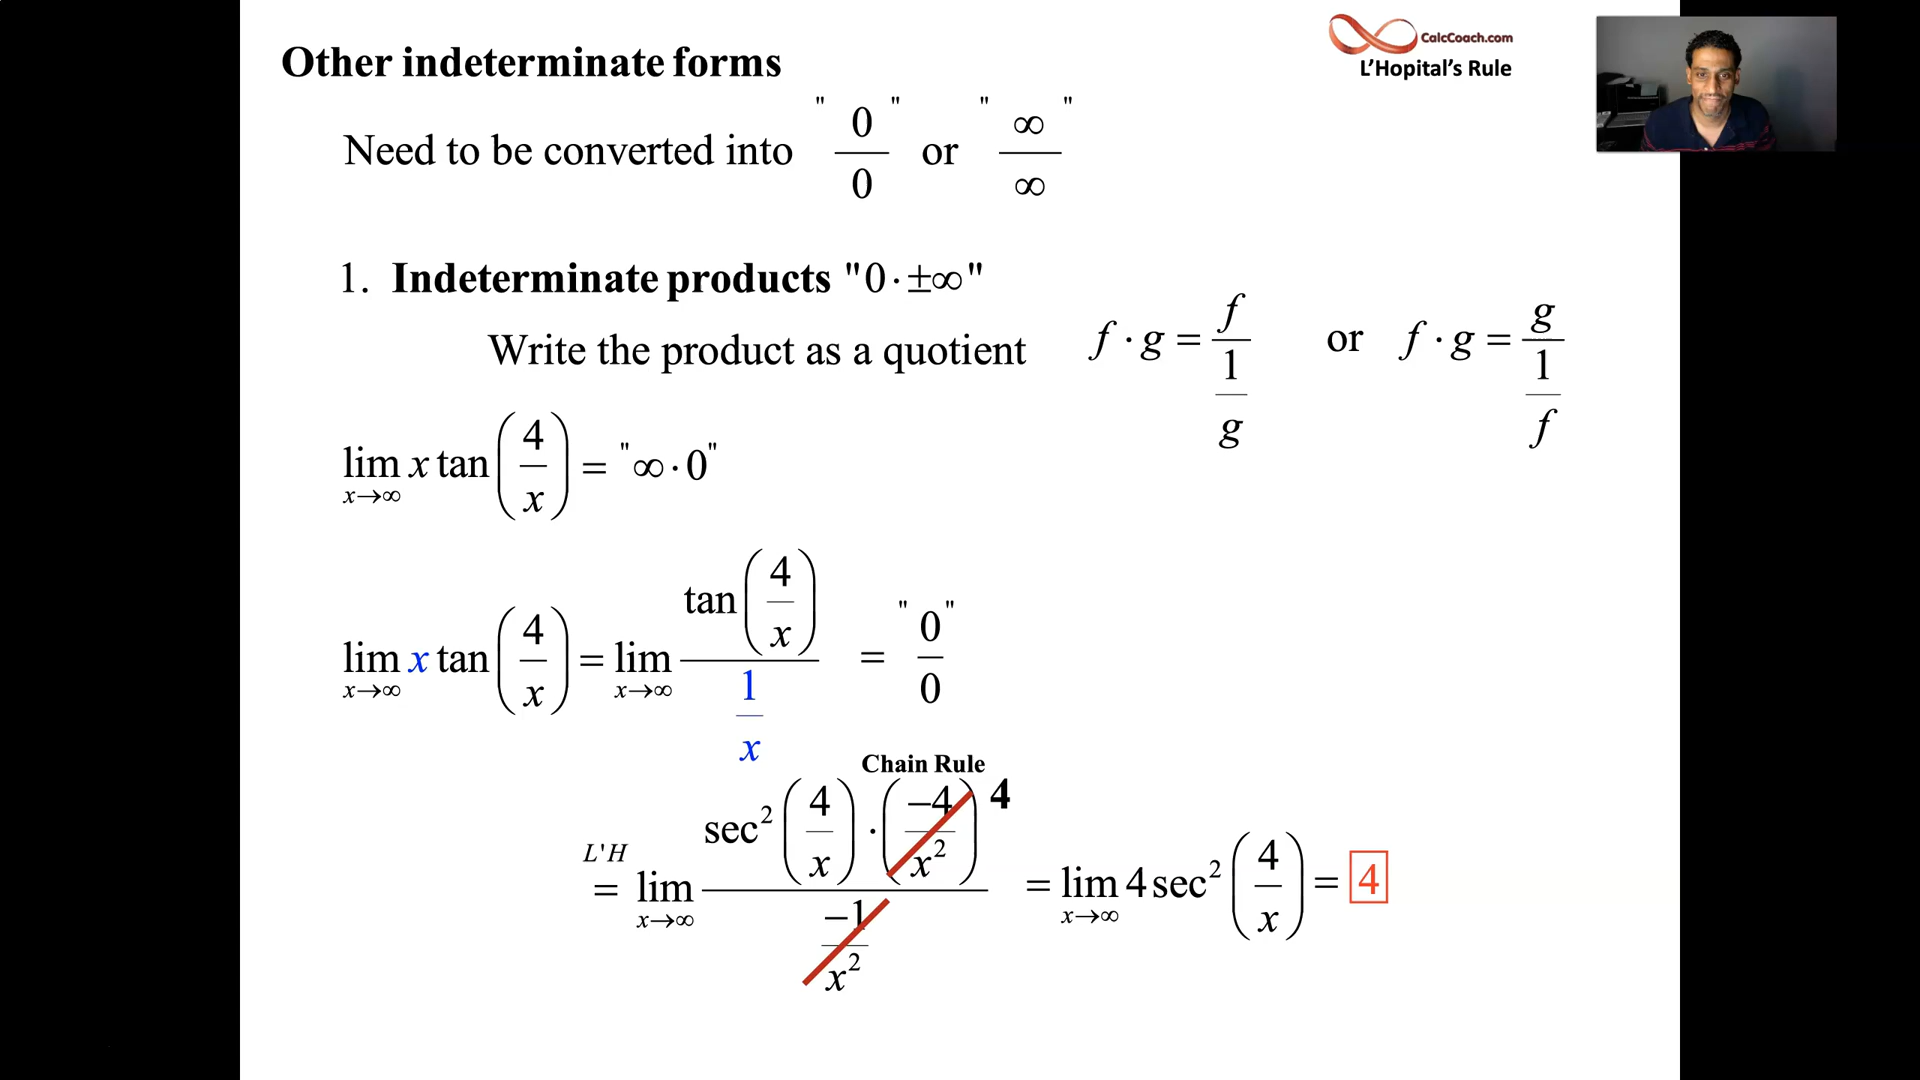 CalcCoach.com
L'Hopital's Rule
Other indeterminate forms
Need to be converted into "0/0" or "∞/∞"
1. Indeterminate products "0·±∞"
Write the product as a quotient f·g = f/(1/g) or f·g = g/(1/f)
lim x→∞ x tan(4/x) = "∞·0"
lim x→∞ x tan(4/x) = lim x→∞ tan(4/x)/(1/x) = "0/0"
Chain Rule
L'H = lim x→∞ sec²(4/x)·(−4/x²) 4 / (−1/x²) = lim x→∞ 4 sec²(4/x) = 4